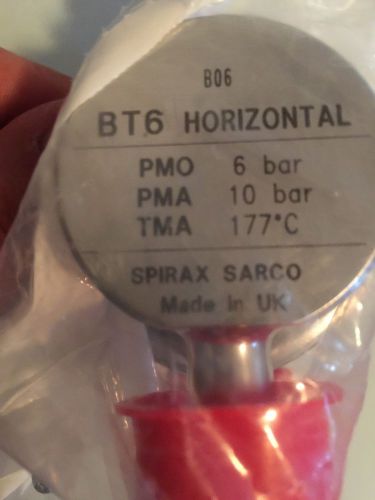 B06
BT6 HORIZONTAL
PMO 6 bar
PMA 10 bar
TMA 177°C
SPIRAX SARCO
Made in UK